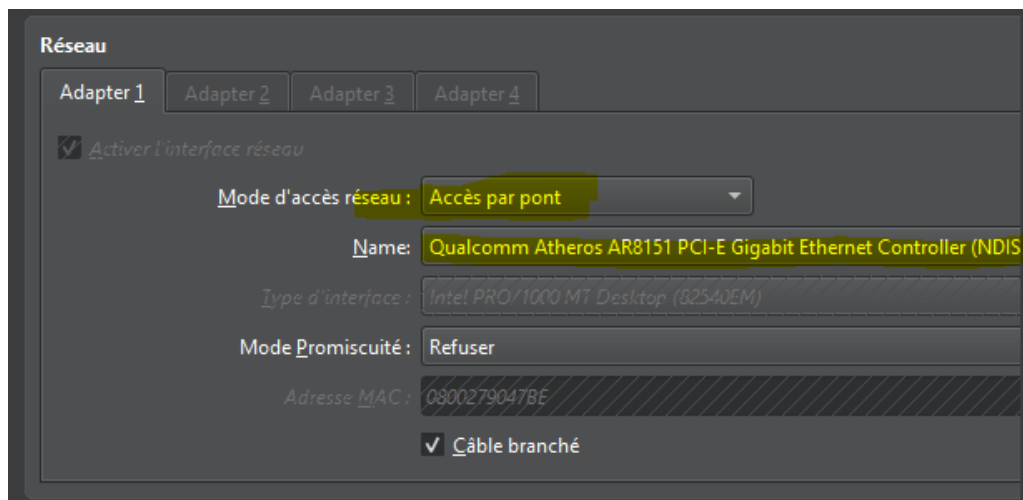 Réseau
Adapter 1 Adapter 2 Adapter 3 Adapter 4
Activer l'interface réseau
Mode d'accès réseau : Accès par pont
Name: Qualcomm Atheros AR8151 PCI-E Gigabit Ethernet Controller (NDIS
Type d'interface : Intel PRO/1000 MT Desktop (82540EM)
Mode Promiscuité : Refuser
Adresse MAC : 0800279047BE
Câble branché